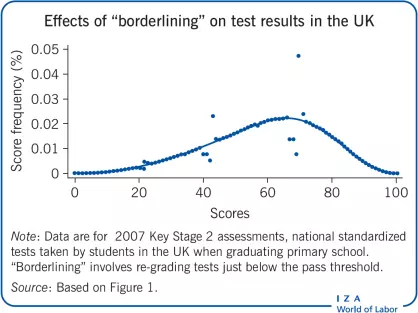 Effects of “borderlining” on test results in the UK
Score frequency (%)
0.05
0.04
0.03
0.02
0.01
0
0 20 40 60 80 100
Scores
Note: Data are for 2007 Key Stage 2 assessments, national standardized
tests taken by students in the UK when graduating primary school.
“Borderlining” involves re-grading tests just below the pass threshold.
Source: Based on Figure 1.
I Z A
World of Labor